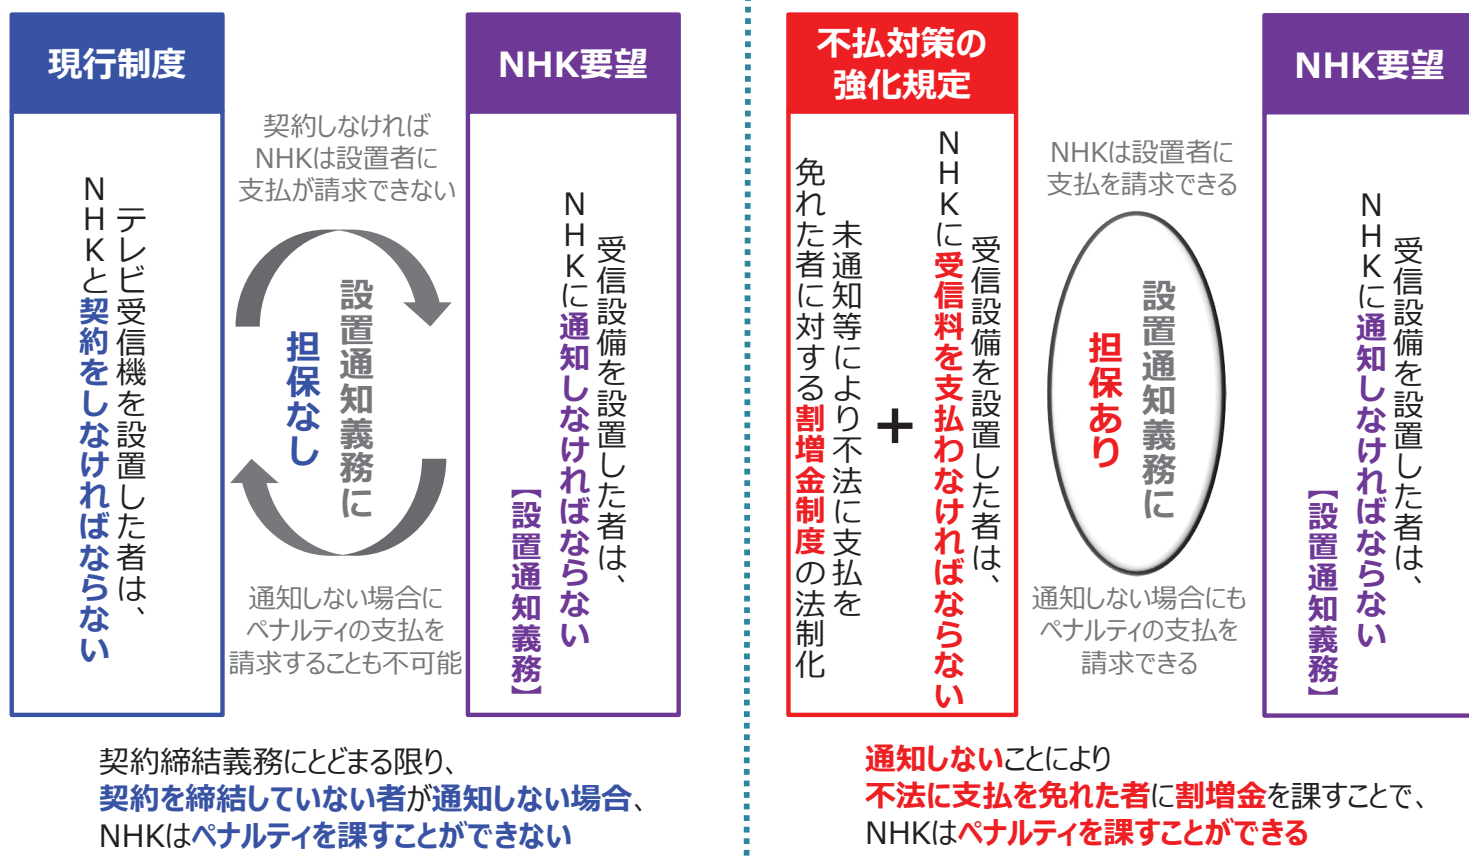 現行制度
テレビ受信機を設置した者は、
NHKと契約をしなければならない
契約しなければ
NHKは設置者に
支払が請求できない
設置通知義務に
担保なし
通知しない場合に
ペナルティの支払を
請求することも不可能
NHK要望
受信設備を設置した者は、
NHKに通知しなければならない
【設置通知義務】
契約締結義務にとどまる限り、
契約を締結していない者が通知しない場合、
NHKはペナルティを課すことができない
不払対策の
強化規定
受信設備を設置した者は、
NHKに受信料を支払わなければならない
+
未通知等により不法に支払を
免れた者に対する割増金制度の法制化
NHKは設置者に
支払を請求できる
設置通知義務に
担保あり
通知しない場合にも
ペナルティの支払を
請求できる
NHK要望
受信設備を設置した者は、
NHKに通知しなければならない
【設置通知義務】
通知しないことにより
不法に支払を免れた者に割増金を課すことで、
NHKはペナルティを課すことができる